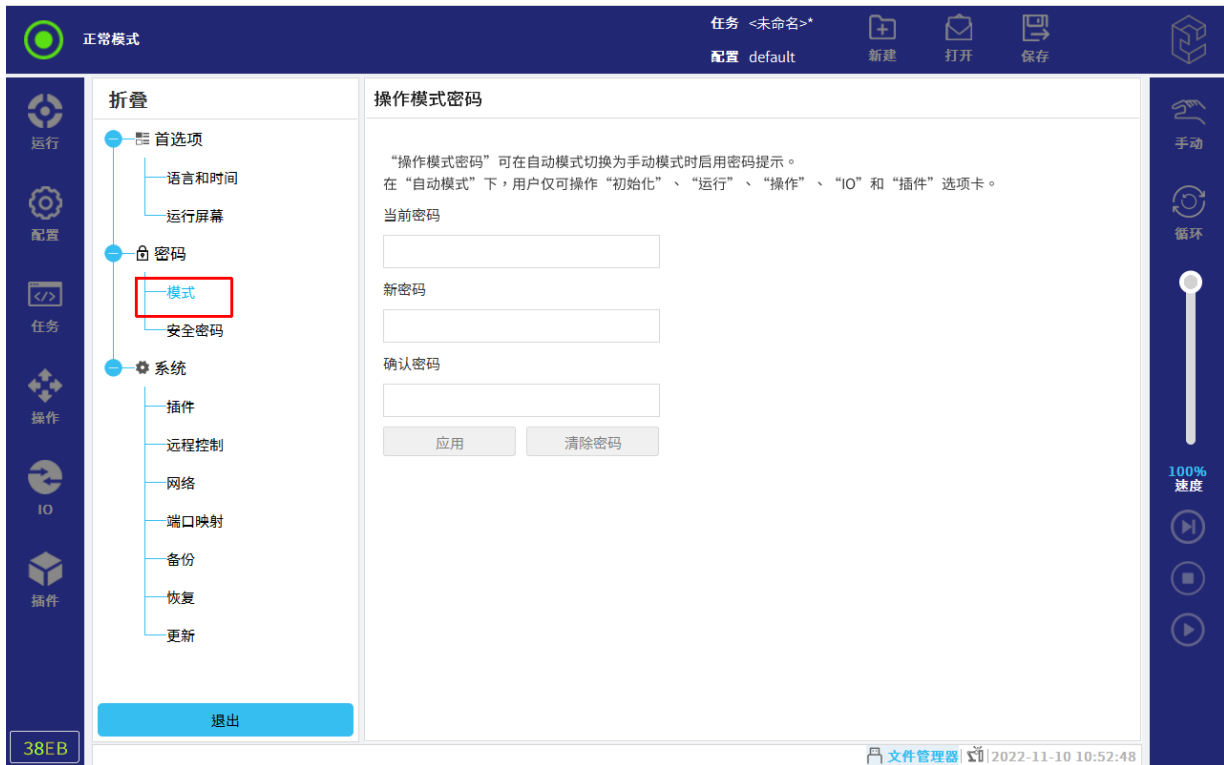 正常模式
任务 <未命名>*
配置 default
新建
打开
保存
运行
配置
任务
操作
IO
插件
38EB
折叠
首选项
语言和时间
运行屏幕
密码
模式
安全密码
系统
插件
远程控制
网络
端口映射
备份
恢复
更新
退出
操作模式密码
“操作模式密码”可在自动模式切换为手动模式时启用密码提示。
在“自动模式”下，用户仅可操作“初始化”、“运行”、“操作”、“IO”和“插件”选项卡。
当前密码
新密码
确认密码
应用
清除密码
手动
循环
100%
速度
文件管理器
2022-11-10 10:52:48